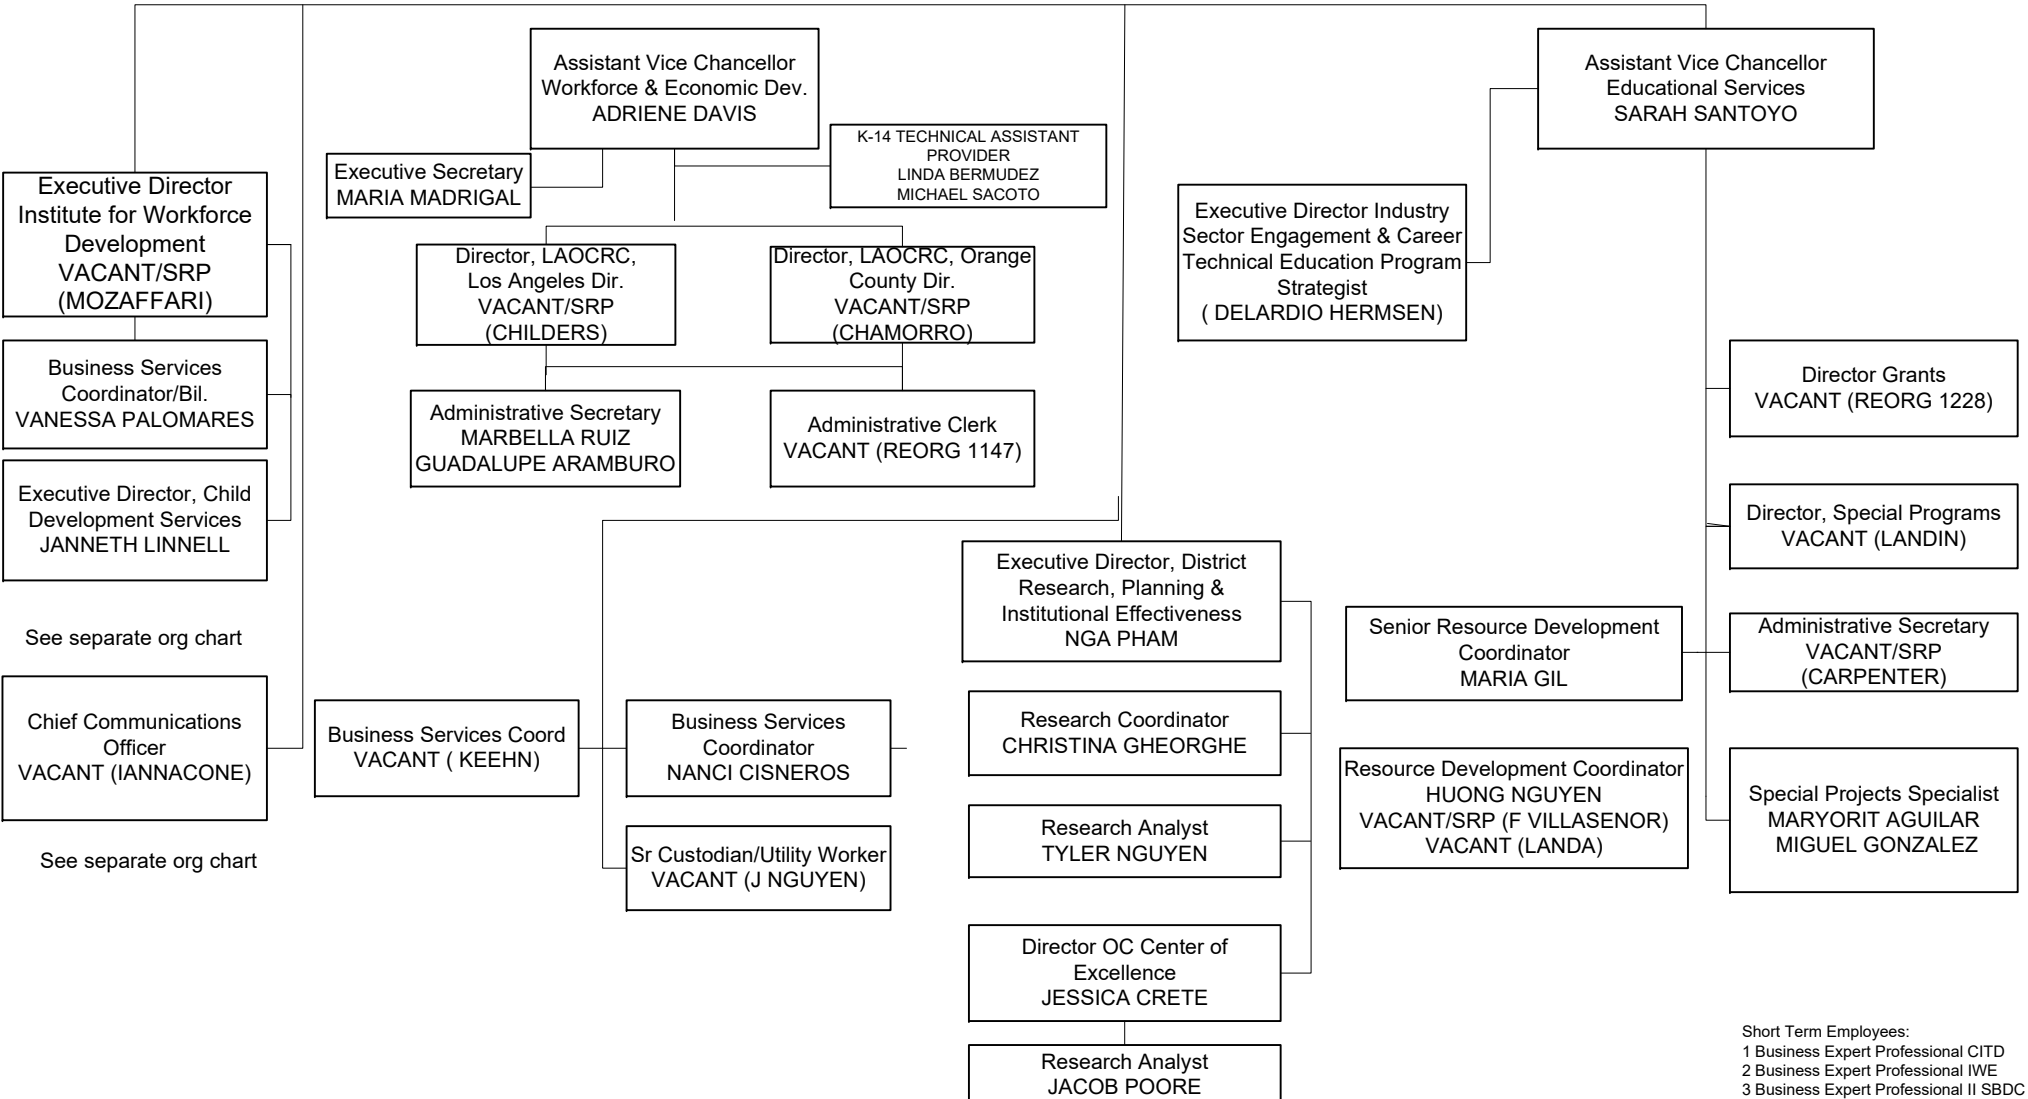 Assistant Vice Chancellor
Workforce & Economic Dev.
ADRIENE DAVIS
Assistant Vice Chancellor
Educational Services
SARAH SANTOYO
K-14 TECHNICAL ASSISTANT
PROVIDER
LINDA BERMUDEZ
MICHAEL SACOTO
Executive Secretary
MARIA MADRIGAL
Executive Director
Institute for Workforce
Development
VACANT/SRP
(MOZAFFARI)
Executive Director Industry
Sector Engagement & Career
Technical Education Program
Strategist
( DELARDIO HERMSEN)
Director, LAOCRC,
Los Angeles Dir.
VACANT/SRP
(CHILDERS)
Director, LAOCRC, Orange
County Dir.
VACANT/SRP
(CHAMORRO)
Business Services
Coordinator/Bil.
VANESSA PALOMARES
Director Grants
VACANT (REORG 1228)
Administrative Secretary
MARBELLA RUIZ
GUADALUPE ARAMBURO
Administrative Clerk
VACANT (REORG 1147)
Executive Director, Child
Development Services
JANNETH LINNELL
Director, Special Programs
VACANT (LANDIN)
Executive Director, District
Research, Planning &
Institutional Effectiveness
NGA PHAM
See separate org chart
Senior Resource Development
Coordinator
MARIA GIL
Administrative Secretary
VACANT/SRP
(CARPENTER)
Chief Communications
Officer
VACANT (IANNACONE)
Business Services Coord
VACANT ( KEEHN)
Business Services
Coordinator
NANCI CISNEROS
Research Coordinator
CHRISTINA GHEORGHE
Resource Development Coordinator
HUONG NGUYEN
VACANT/SRP (F VILLASENOR)
VACANT (LANDA)
Special Projects Specialist
MARYORIT AGUILAR
MIGUEL GONZALEZ
See separate org chart
Sr Custodian/Utility Worker
VACANT (J NGUYEN)
Research Analyst
TYLER NGUYEN
Director OC Center of
Excellence
JESSICA CRETE
Research Analyst
JACOB POORE
Short Term Employees:
1 Business Expert Professional CITD
2 Business Expert Professional IWE
3 Business Expert Professional II SBDC